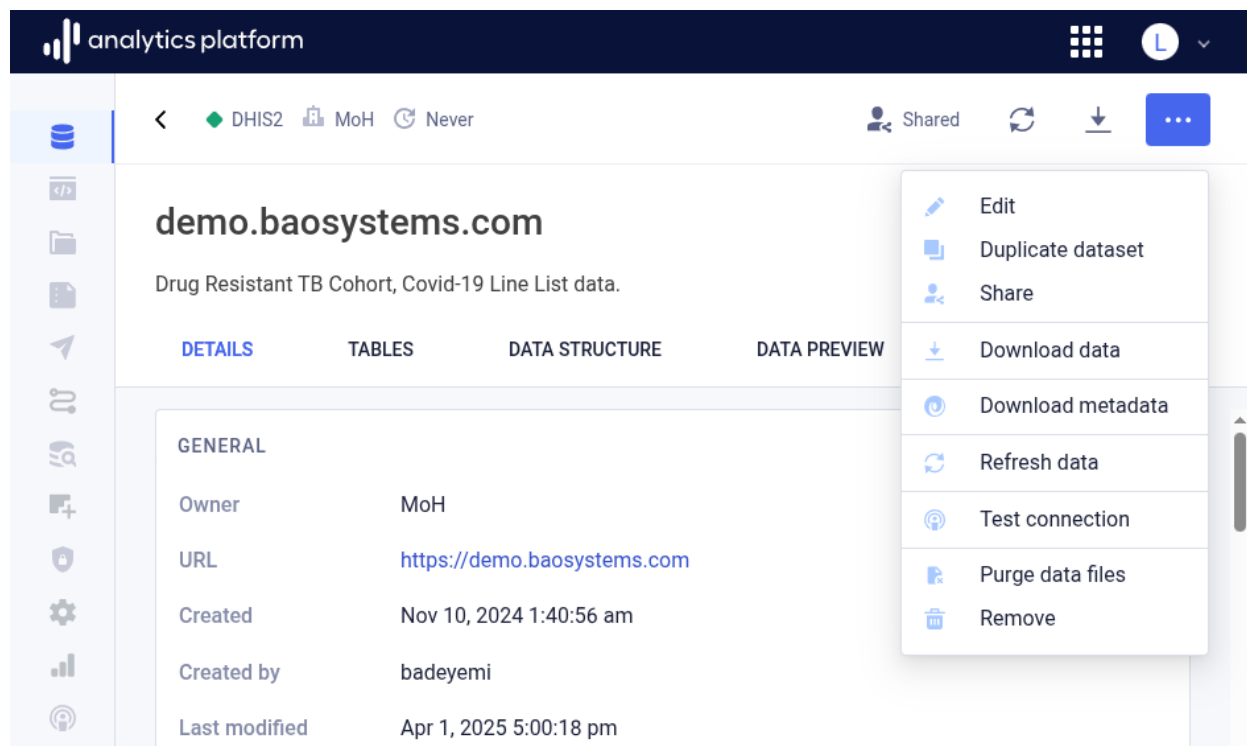 analytics platform
L
DHIS2 MoH Never Shared
demo.baosystems.com
Drug Resistant TB Cohort, Covid-19 Line List data.
DETAILS TABLES DATA STRUCTURE DATA PREVIEW
Edit
Duplicate dataset
Share
Download data
Download metadata
Refresh data
Test connection
Purge data files
Remove
GENERAL
Owner MoH
URL https://demo.baosystems.com
Created Nov 10, 2024 1:40:56 am
Created by badeyemi
Last modified Apr 1, 2025 5:00:18 pm